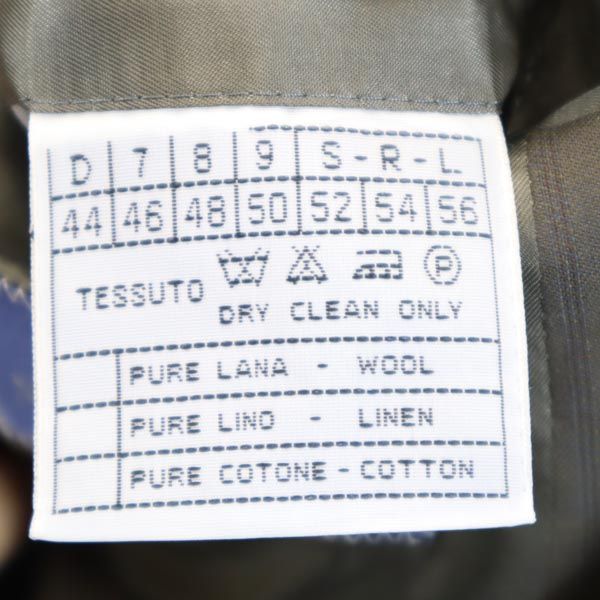 D 7 8 9 S - R - L
44 46 48 50 52 54 56
TESSUTO P
DRY CLEAN ONLY
PURE LANA - WOOL
PURE LINO - LINEN
PURE COTONE - COTTON